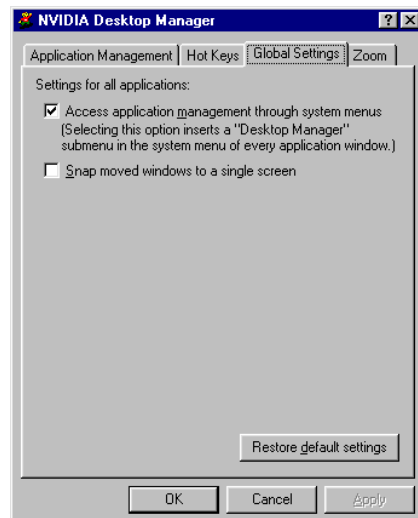 NVIDIA Desktop Manager
Application Management Hot Keys Global Settings Zoom
Settings for all applications:
Access application management through system menus
(Selecting this option inserts a "Desktop Manager"
submenu in the system menu of every application window.)
Snap moved windows to a single screen
Restore default settings
OK Cancel Apply